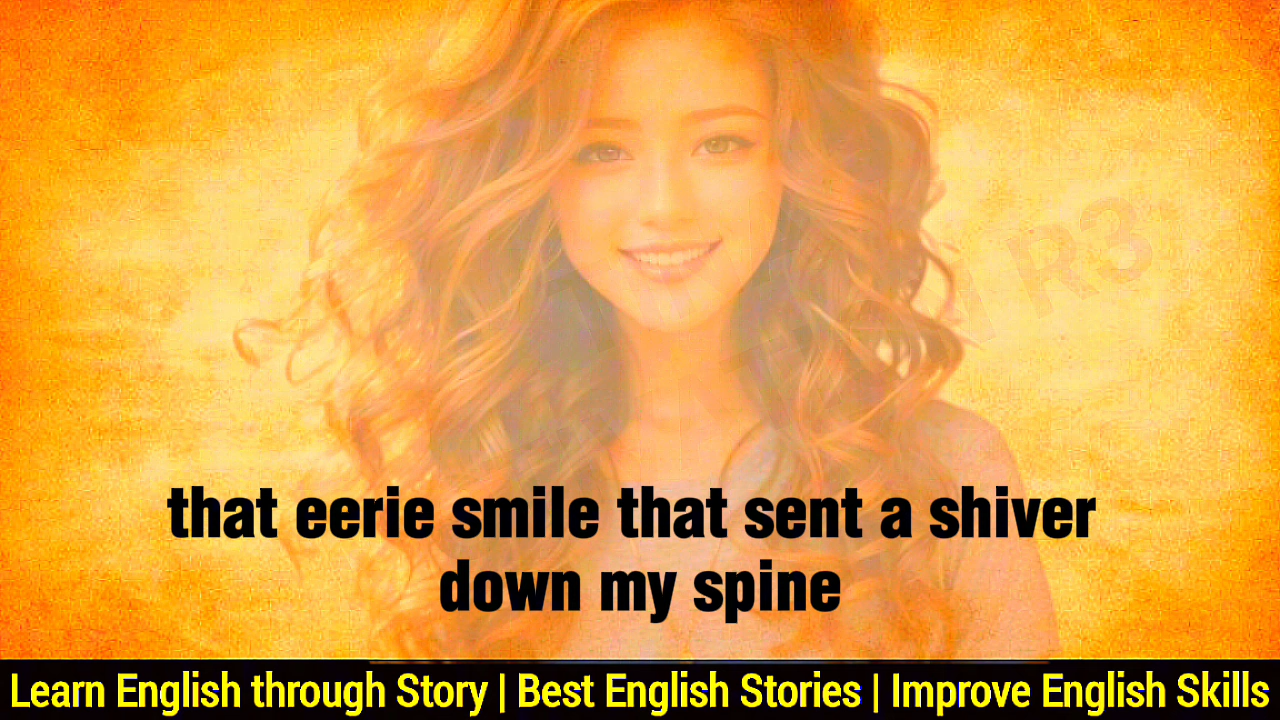 that eerie smile that sent a shiver
down my spine
Learn English through Story | Best English Stories | Improve English Skills